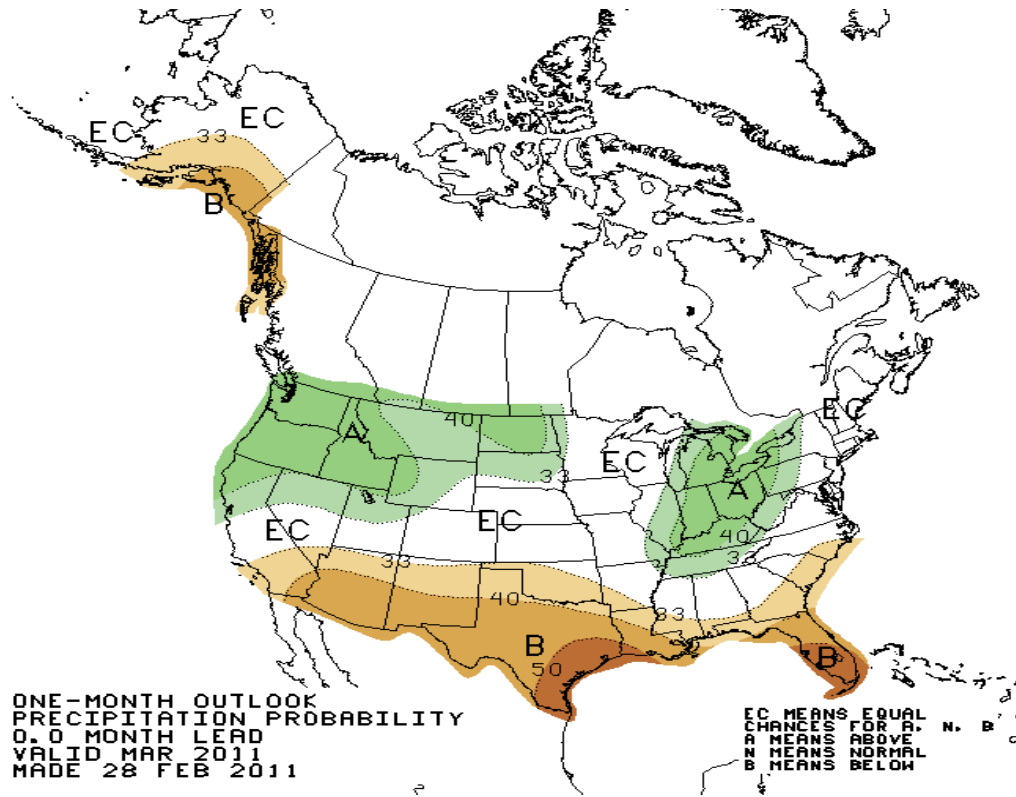 EC
EC
33
B
40
A
EC
EC
33
A
EC
EC
40
33
40
33
B
50
B
ONE-MONTH OUTLOOK
PRECIPITATION PROBABILITY
0.0 MONTH LEAD
VALID MAR 2011
MADE 28 FEB 2011
EC MEANS EQUAL
CHANCES FOR A, N, B
A MEANS ABOVE
N MEANS NORMAL
B MEANS BELOW